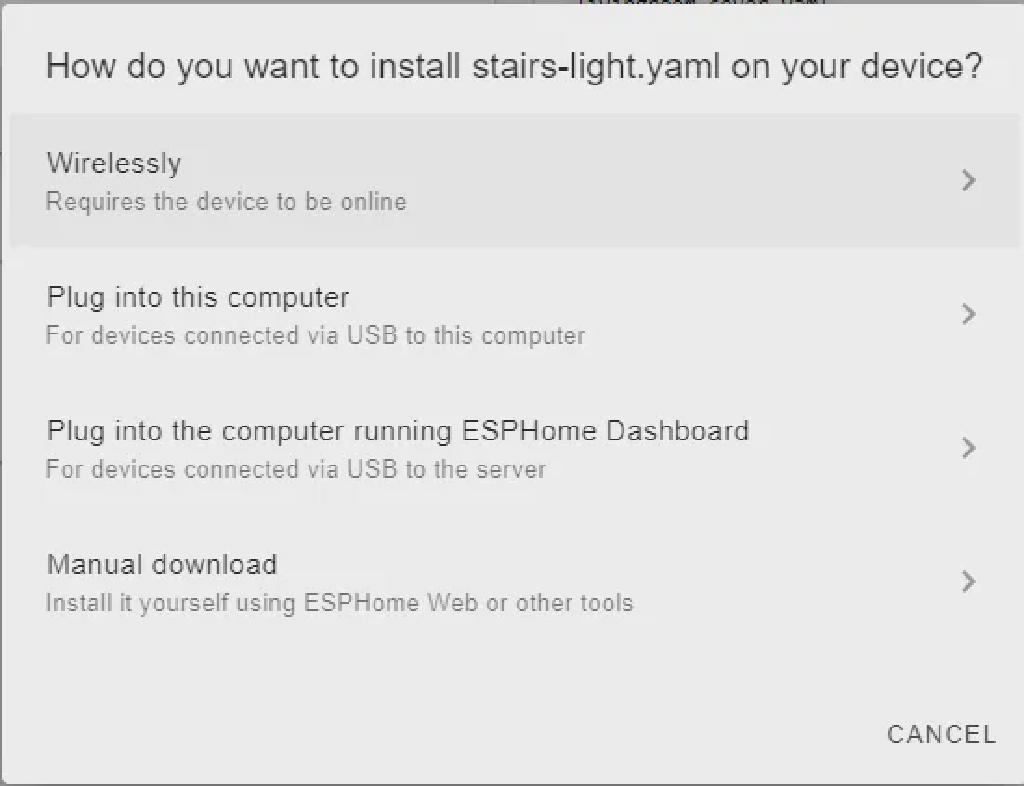 How do you want to install stairs-light.yaml on your device?
Wirelessly
Requires the device to be online
Plug into this computer
For devices connected via USB to this computer
Plug into the computer running ESPHome Dashboard
For devices connected via USB to the server
Manual download
Install it yourself using ESPHome Web or other tools
CANCEL